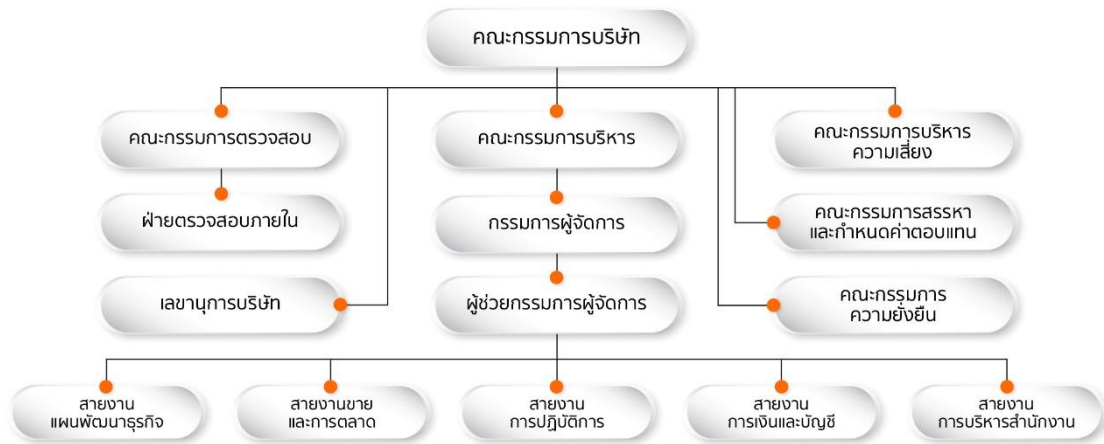 คณะกรรมการบริษัท
คณะกรรมการตรวจสอบ
คณะกรรมการบริหาร
คณะกรรมการบริหาร
ความเสี่ยง
ฝ่ายตรวจสอบภายใน
กรรมการผู้จัดการ
คณะกรรมการสรรหา
และกำหนดค่าตอบแทน
เลขานุการบริษัท
ผู้ช่วยกรรมการผู้จัดการ
คณะกรรมการ
ความยั่งยืน
สายงาน
แผนพัฒนาธุรกิจ
สายงานขาย
และการตลาด
สายงาน
การปฏิบัติการ
สายงาน
การเงินและบัญชี
สายงาน
การบริหารสำนักงาน